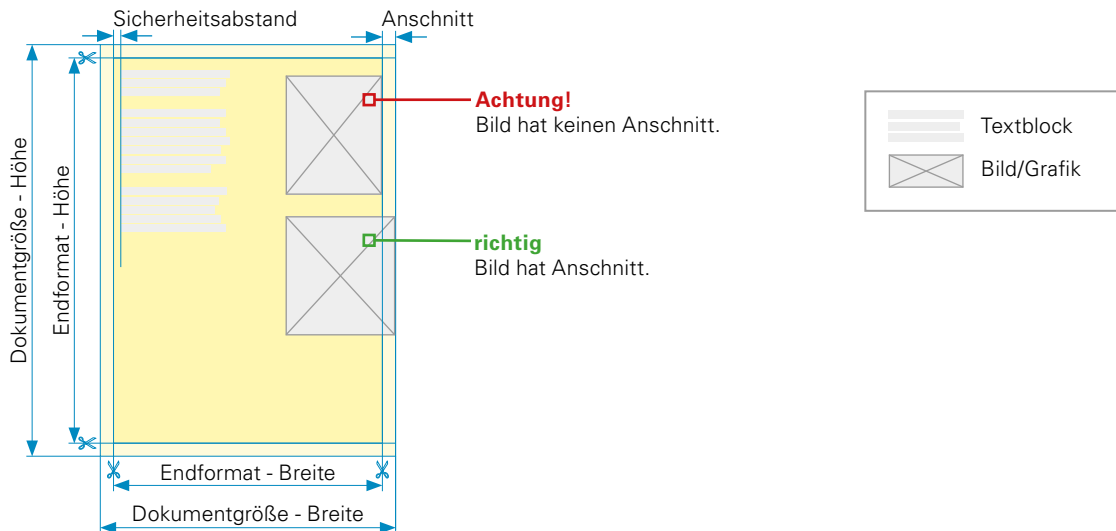 Sicherheitsabstand
Anschnitt
Dokumentgröße - Höhe
Endformat - Höhe
Achtung!
Bild hat keinen Anschnitt.
richtig
Bild hat Anschnitt.
Textblock
Bild/Grafik
Endformat - Breite
Dokumentgröße - Breite